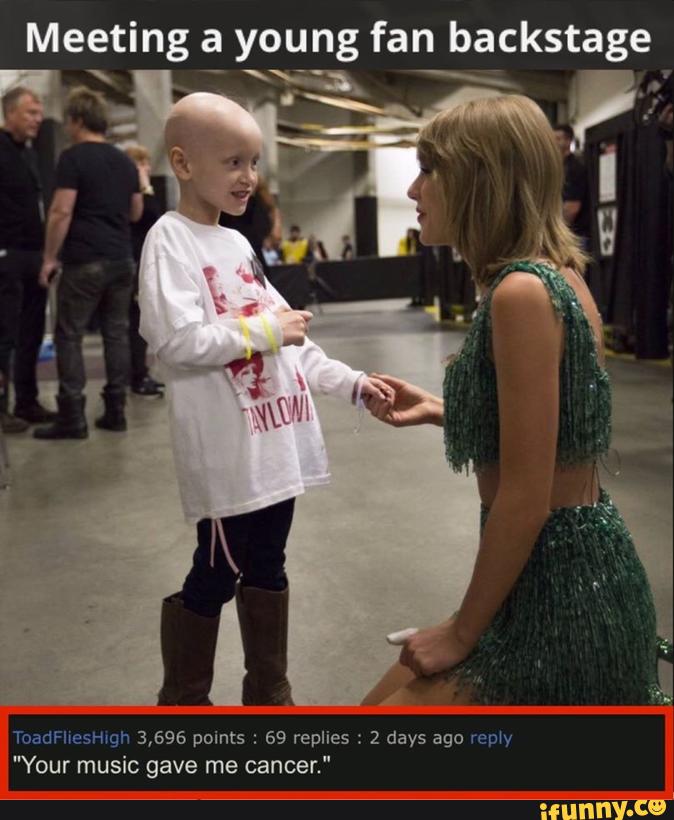 Meeting a young fan backstage
TAYLO
ToadFliesHigh 3,696 points : 69 replies : 2 days ago reply
"Your music gave me cancer."
ifunny.co